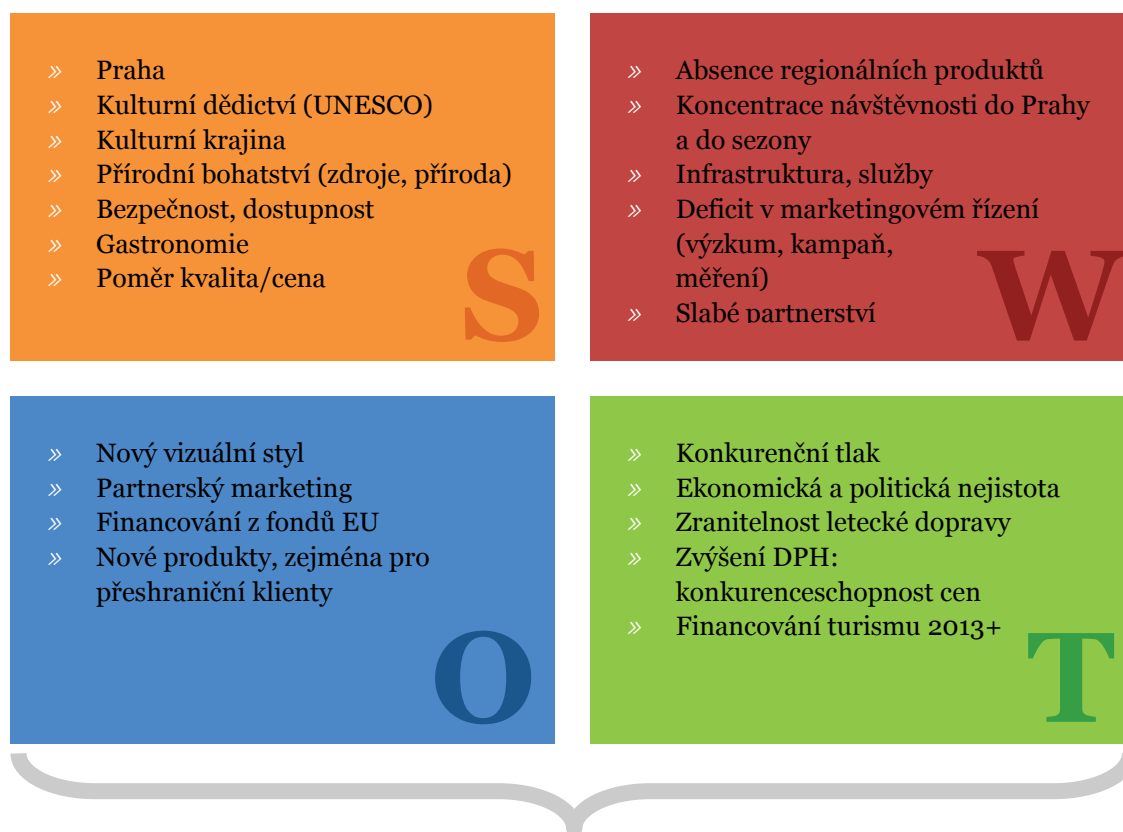 » Praha
» Kulturní dědictví (UNESCO)
» Kulturní krajina
» Přírodní bohatství (zdroje, příroda)
» Bezpečnost, dostupnost
» Gastronomie
» Poměr kvalita/cena
S
» Absence regionálních produktů
» Koncentrace návštěvnosti do Prahy
a do sezony
» Infrastruktura, služby
» Deficit v marketingovém řízení
(výzkum, kampaň,
měření)
» Slabé partnerství
W
» Nový vizuální styl
» Partnerský marketing
» Financování z fondů EU
» Nové produkty, zejména pro
přeshraniční klienty
O
» Konkurenční tlak
» Ekonomická a politická nejistota
» Zranitelnost letecké dopravy
» Zvýšení DPH:
konkurenceschopnost cen
» Financování turismu 2013+
T